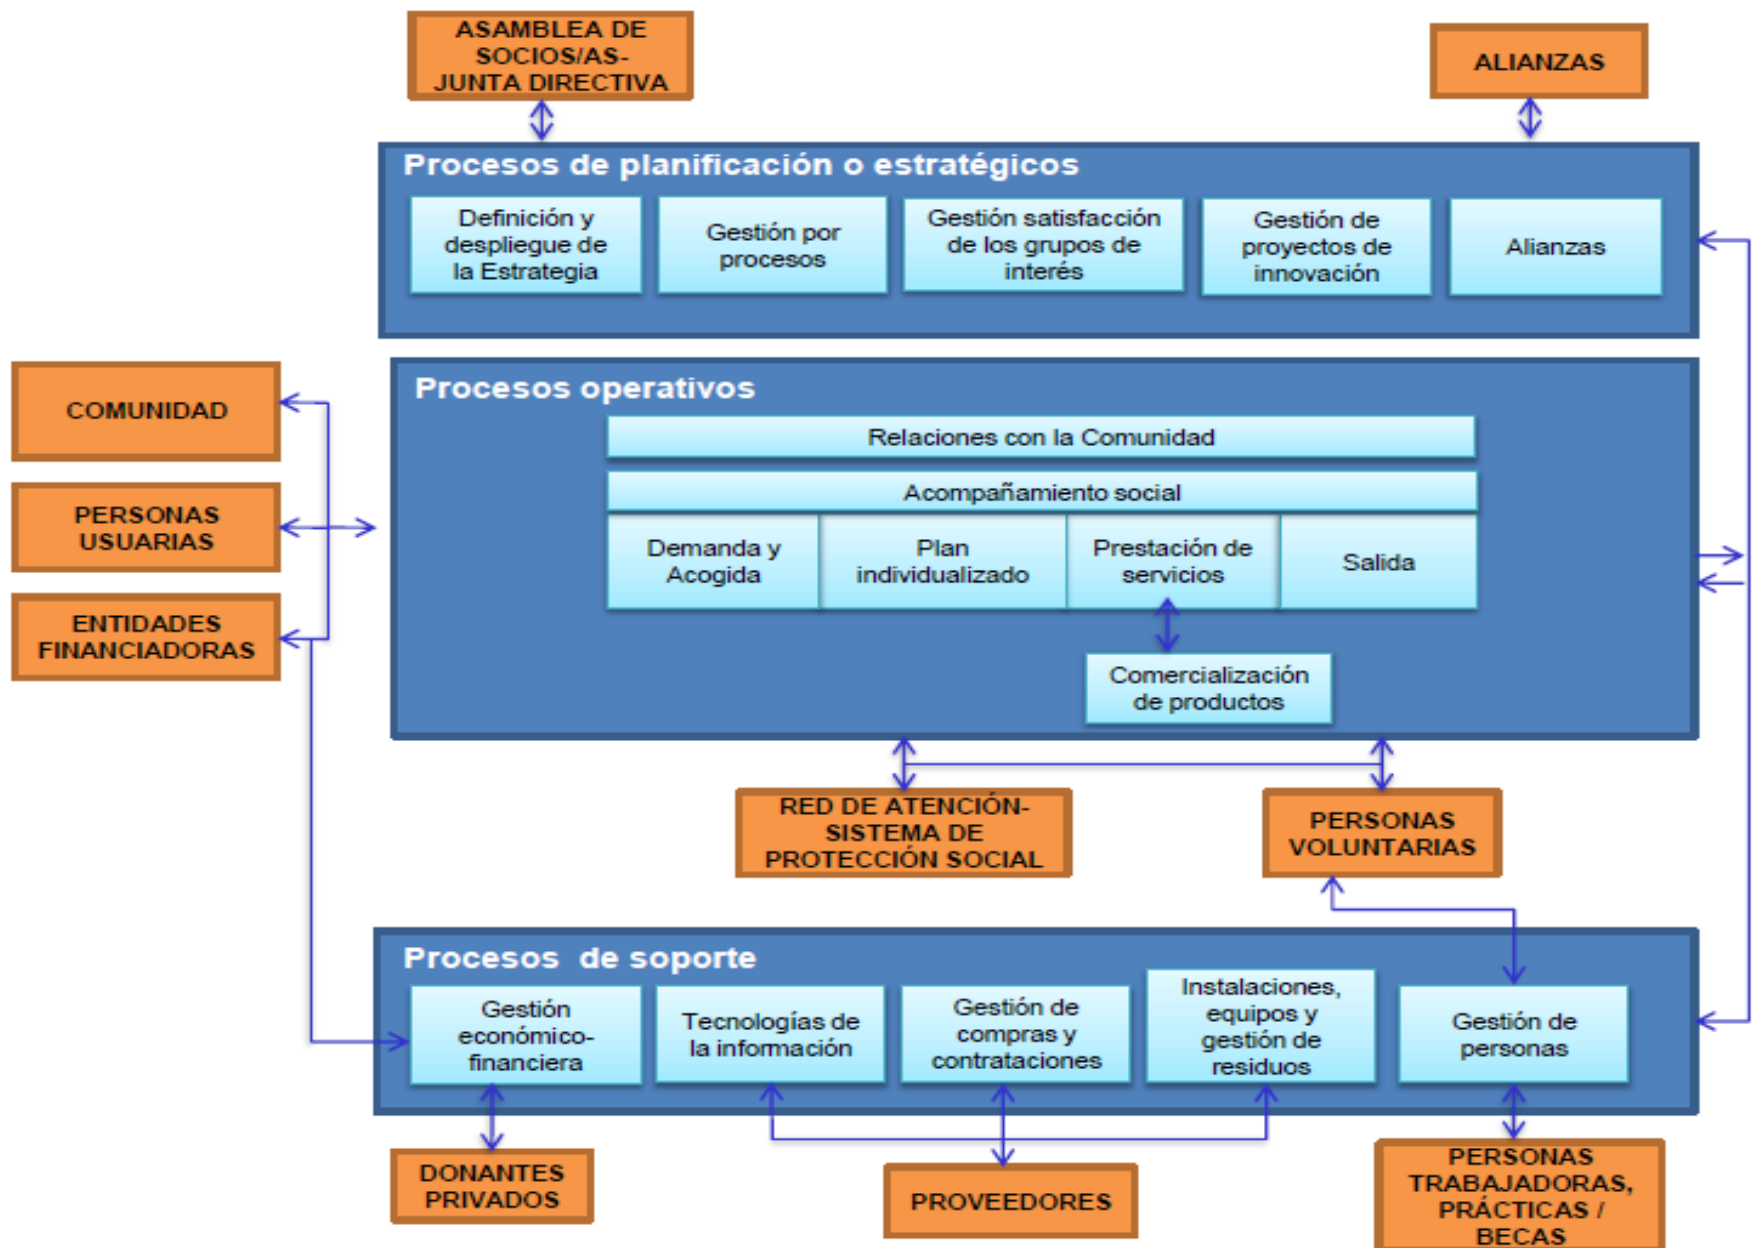 ASAMBLEA DE
SOCIOS/AS-
JUNTA DIRECTIVA
ALIANZAS
Procesos de planificación o estratégicos
Definición y
despliegue de
la Estrategia
Gestión por
procesos
Gestión satisfacción
de los grupos de
interés
Gestión de
proyectos de
innovación
Alianzas
COMUNIDAD
PERSONAS
USUARIAS
ENTIDADES
FINANCIADORAS
Procesos operativos
Relaciones con la Comunidad
Acompañamiento social
Demanda y
Acogida
Plan
individualizado
Prestación de
servicios
Salida
Comercialización
de productos
RED DE ATENCIÓN-
SISTEMA DE
PROTECCIÓN SOCIAL
PERSONAS
VOLUNTARIAS
Procesos de soporte
Gestión
económico-
financiera
Tecnologías de
la información
Gestión de
compras y
contrataciones
Instalaciones,
equipos y
gestión de
residuos
Gestión de
personas
DONANTES
PRIVADOS
PROVEEDORES
PERSONAS
TRABAJADORAS,
PRÁCTICAS /
BECAS